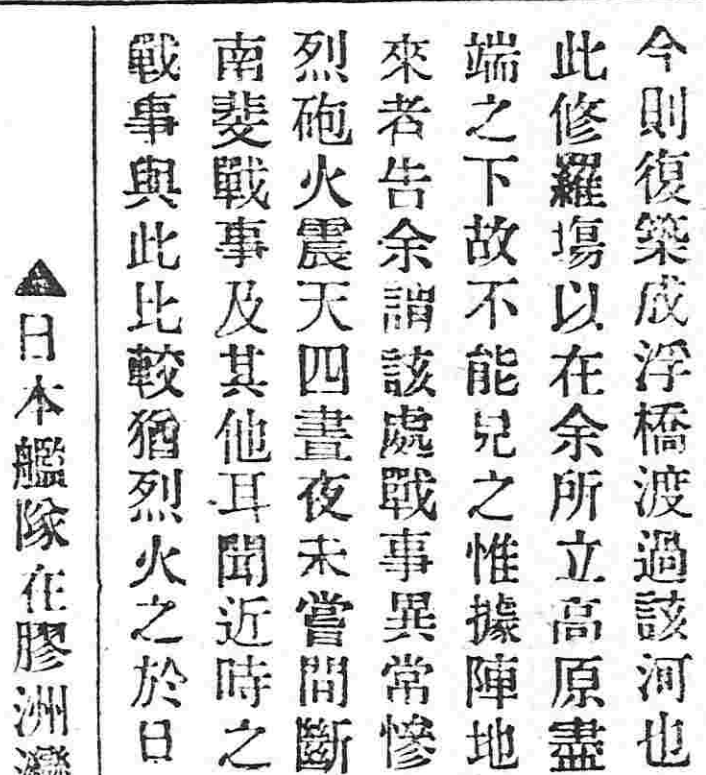 今則復築成浮橋渡過該河也
此修羅塲以在余所立高原盡
端之下故不能見之惟據陣地
來者告余謂該處戰事異常慘
烈砲火震天四晝夜未嘗間斷
南斐戰事及其他耳聞近時之
戰事與此比較猶烈火之於日
▲日本艦隊在膠洲灣